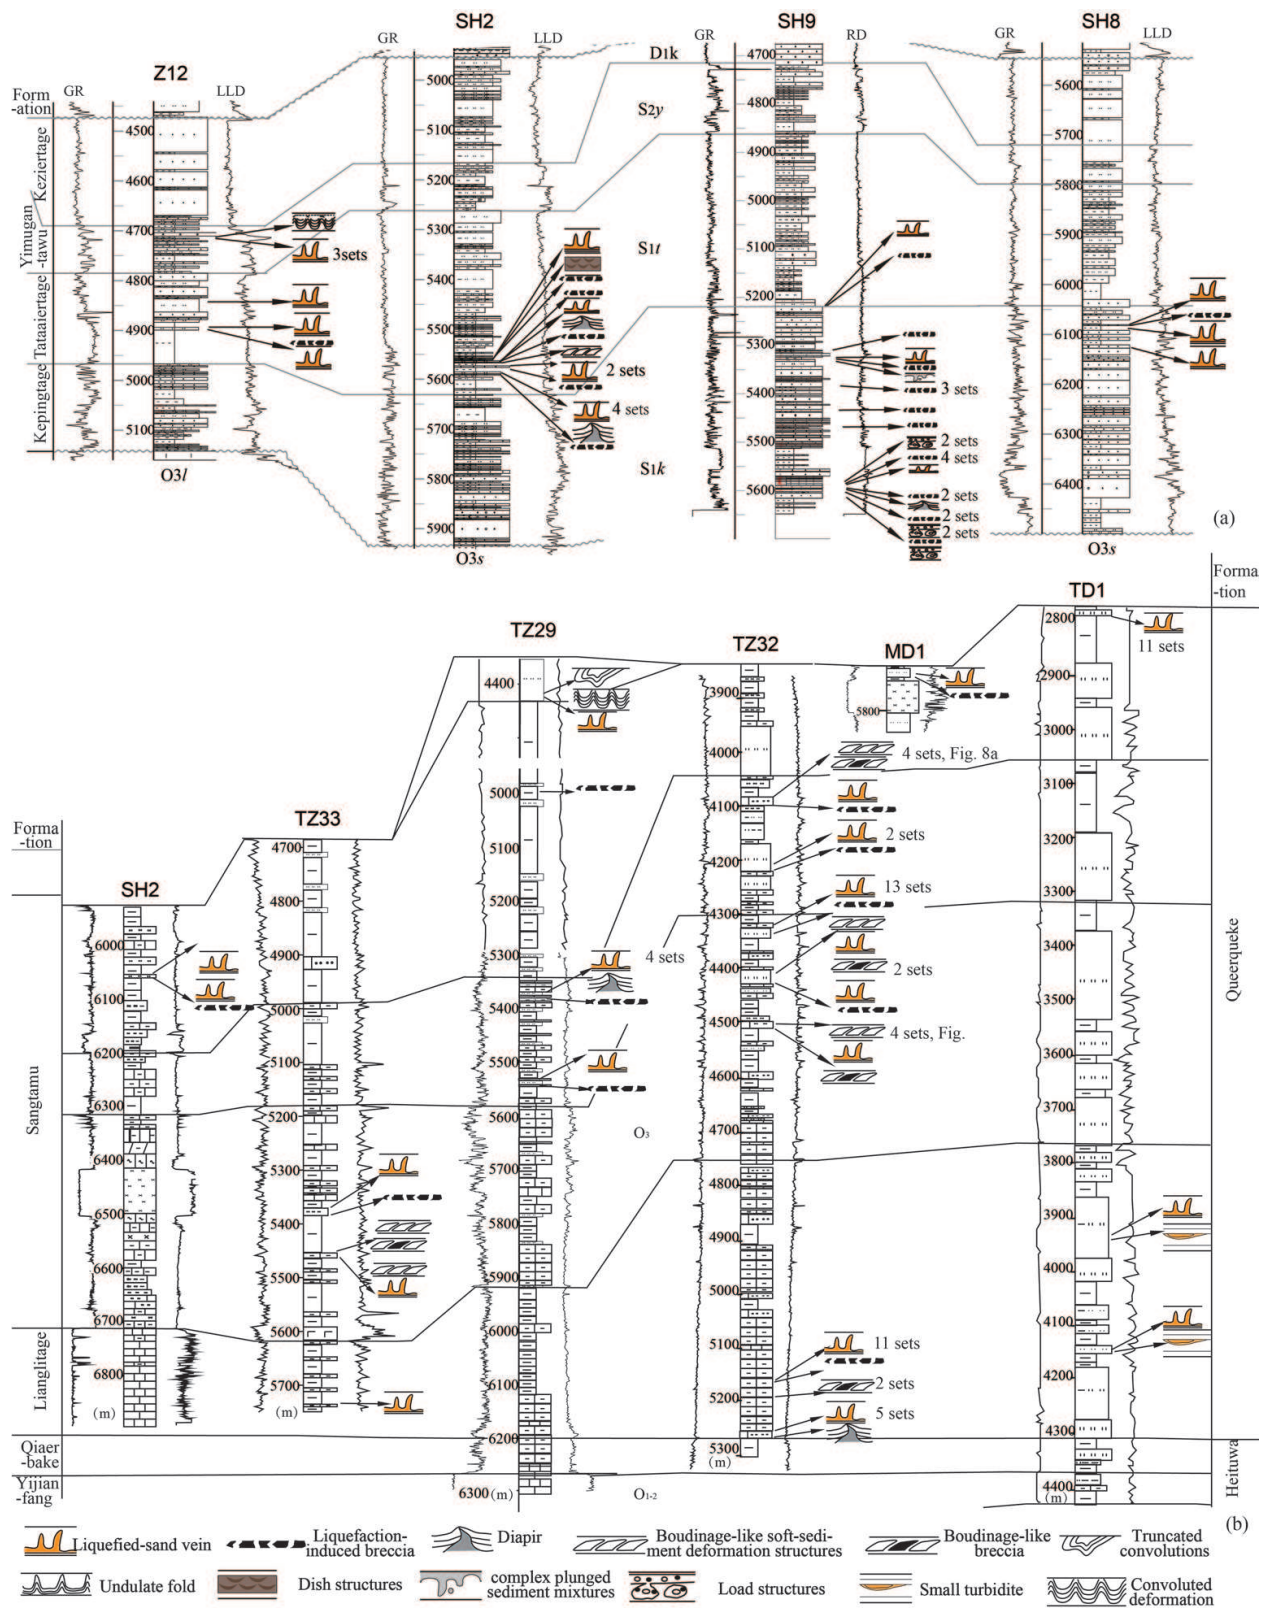 SH2
SH9
SH8
GR
LLD
GR
RD
GR
LLD
Z12
D1k
Form
-ation
GR
LLD
S2y
S1t
S1k
Keziertage
Yimugan
-tawu
Tataaiertage
Kepingtage
4500
4600
4700
4800
4900
5000
5100
3sets
O3l
5000
5100
5200
5300
5400
5500
5600
5700
5800
5900
2 sets
4 sets
O3s
4700
4800
4900
5000
5100
5200
5300
5400
5500
5600
3 sets
2 sets
4 sets
2 sets
2 sets
2 sets
5600
5700
5800
5900
6000
6100
6200
6300
6400
O3s
(a)
Forma
-tion
TD1
TZ29
TZ32
MD1
TZ33
SH2
Forma
-tion
Sangtamu
Lianglitage
Qiaer
-bake
Yijian
-fang
6000
6100
6200
6300
6400
6500
6600
6700
6800
(m)
4700
4800
4900
5000
5100
5200
5300
5400
5500
5600
5700
(m)
4400
5000
5100
5200
5300
5400
5500
5600
5700
5800
5900
6000
6100
6200
6300 (m)
4 sets
O3
O1-2
3900
4000
4100
4200
4300
4400
4500
4600
4700
4800
4900
5000
5100
5200
5300
(m)
4 sets, Fig. 8a
2 sets
13 sets
2 sets
4 sets, Fig.
11 sets
2 sets
5 sets
5800
2800
2900
3000
3100
3200
3300
3400
3500
3600
3700
3800
3900
4000
4100
4200
4300
4400
(m)
11 sets
Queerqueke
Heituwa
(b)
Liquefied-sand vein
Liquefaction-
induced breccia
Diapir
Boudinage-like soft-sedi-
ment deformation structures
Boudinage-like
breccia
Truncated
convolutions
Undulate fold
Dish structures
complex plunged
sediment mixtures
Load structures
Small turbidite
Convoluted
deformation